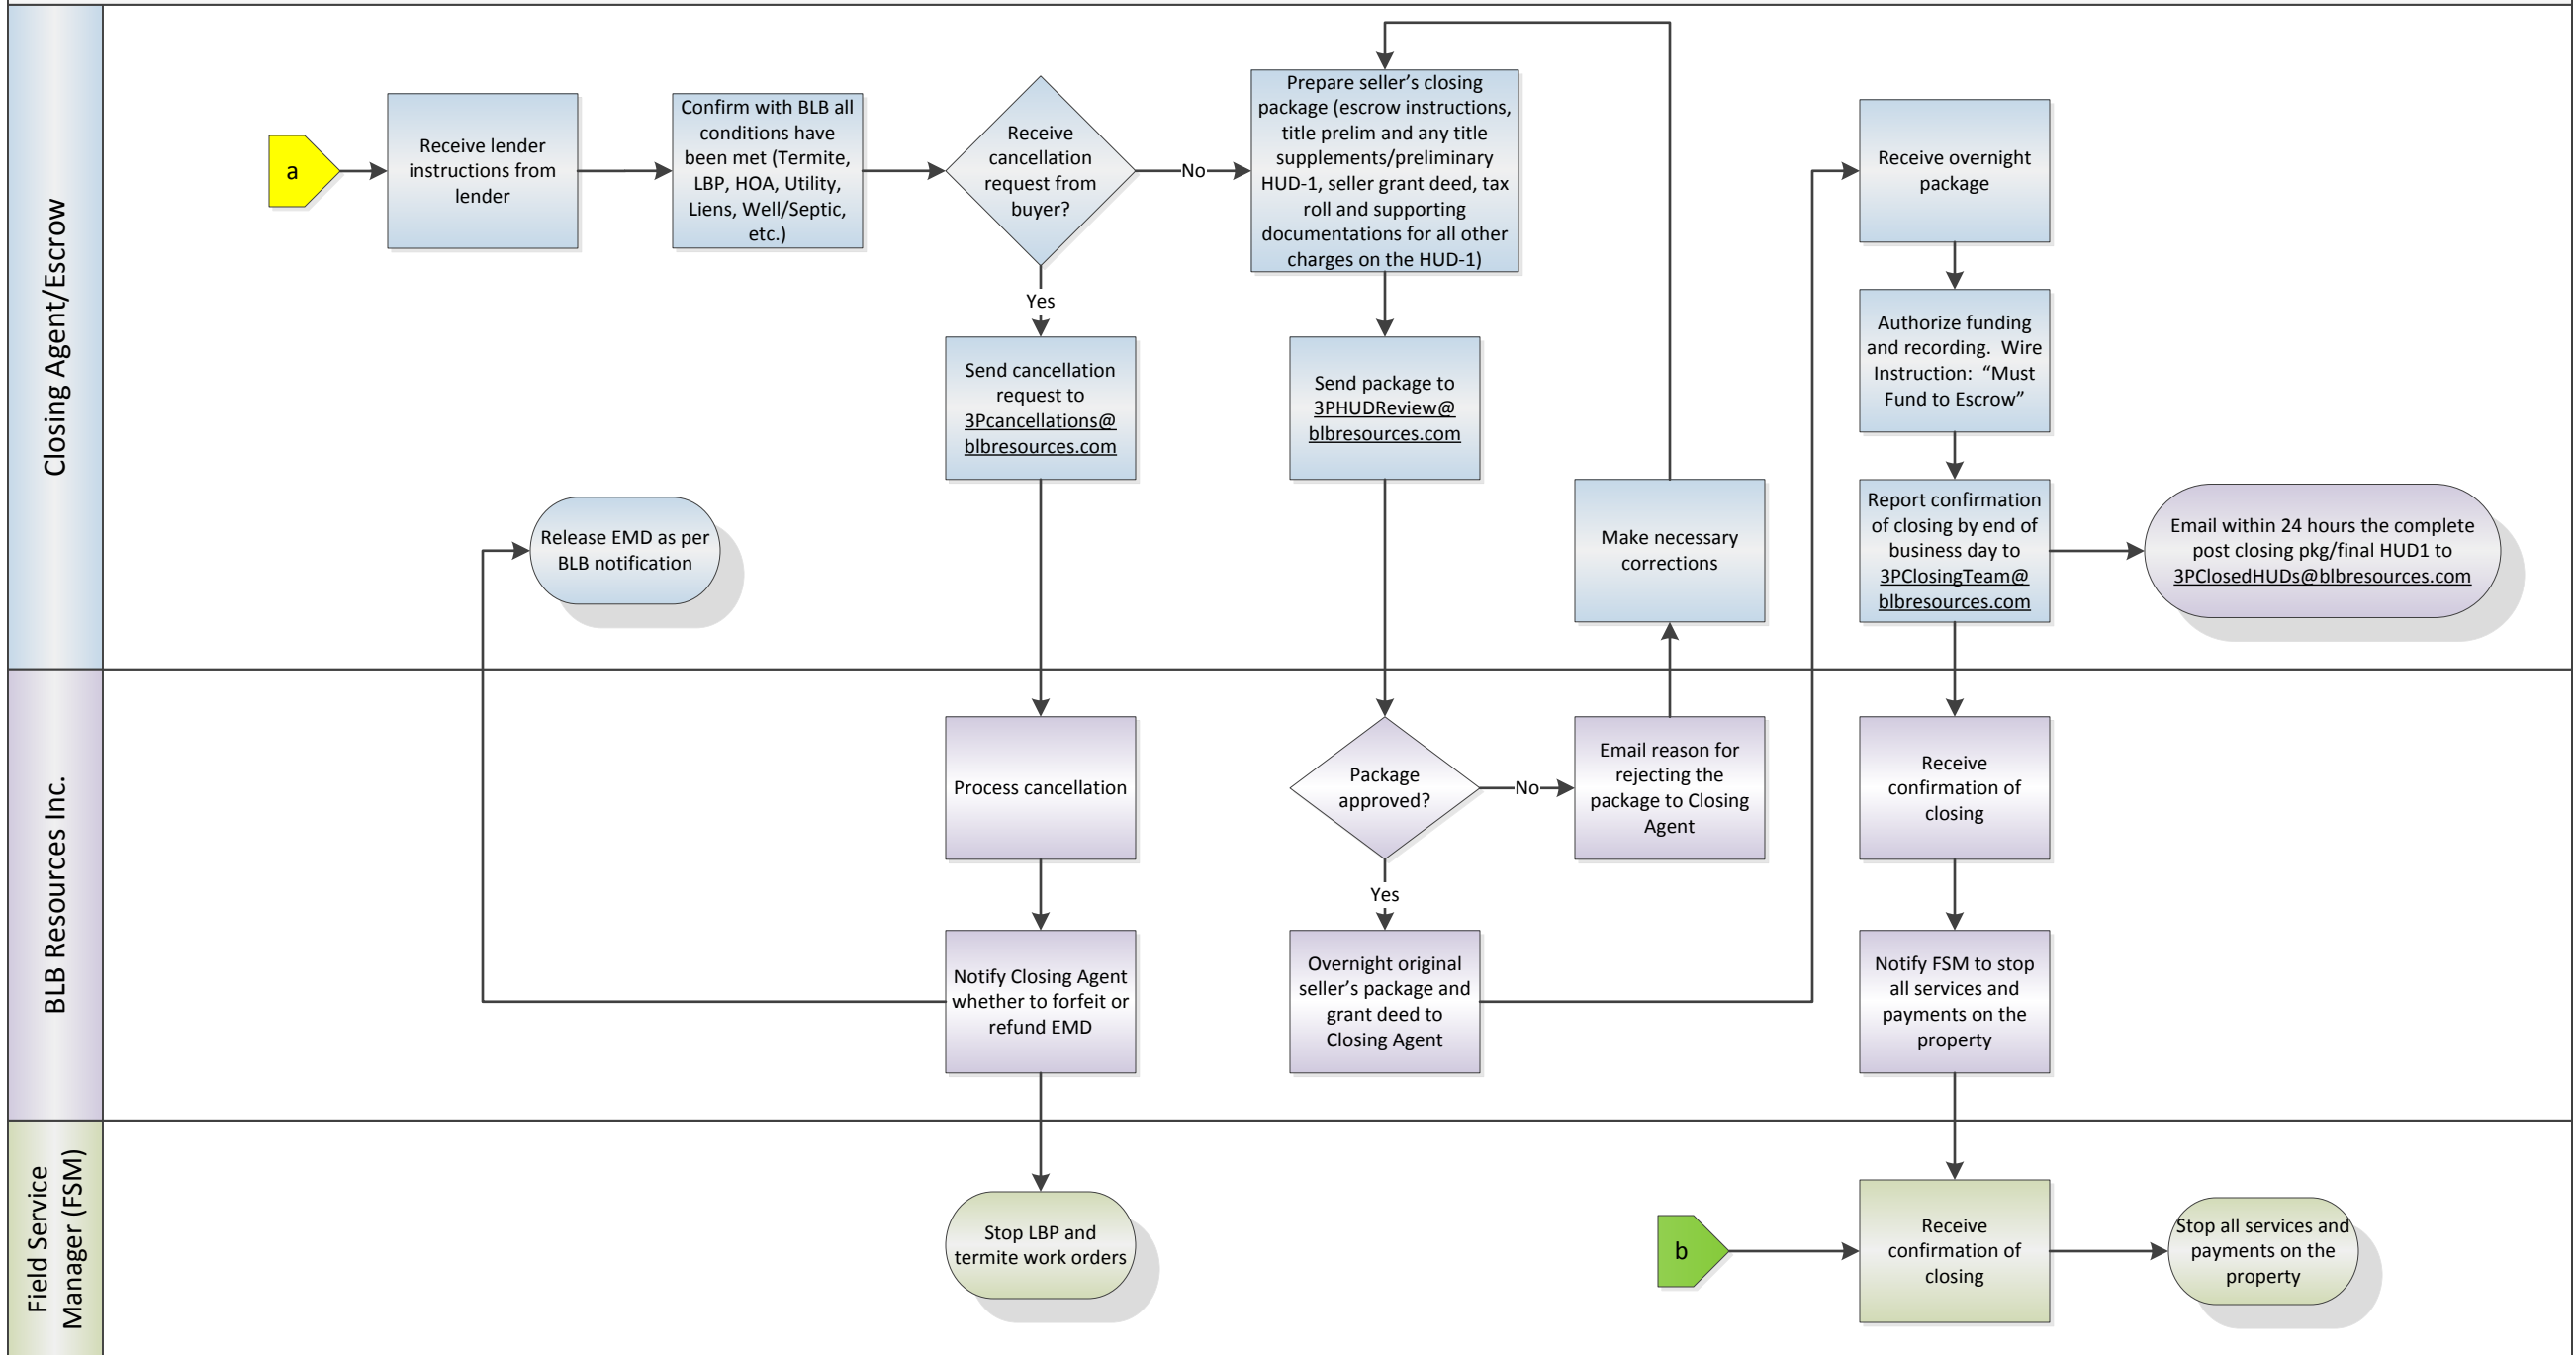 Closing Agent/Escrow
a
Receive lender
instructions from
lender
Confirm with BLB all
conditions have
been met (Termite,
LBP, HOA, Utility,
Liens, Well/Septic,
etc.)
Receive
cancellation
request from
buyer?
No
Yes
Prepare seller’s closing
package (escrow instructions,
title prelim and any title
supplements/preliminary
HUD-1, seller grant deed, tax
roll and supporting
documentations for all other
charges on the HUD-1)
Receive overnight
package
Send cancellation
request to
3Pcancellations@
blbresources.com
Send package to
3PHUDReview@
blbresources.com
Authorize funding
and recording.  Wire
Instruction:  “Must
Fund to Escrow”
Release EMD as per
BLB notification
Make necessary
corrections
Report confirmation
of closing by end of
business day to
3PClosingTeam@
blbresources.com
Email within 24 hours the complete
post closing pkg/final HUD1 to
3PClosedHUDs@blbresources.com
BLB Resources Inc.
Process cancellation
Package
approved?
No
Yes
Email reason for
rejecting the
package to Closing
Agent
Receive
confirmation of
closing
Notify Closing Agent
whether to forfeit or
refund EMD
Overnight original
seller’s package and
grant deed to
Closing Agent
Notify FSM to stop
all services and
payments on the
property
Field Service
Manager (FSM)
Stop LBP and
termite work orders
b
Receive
confirmation of
closing
Stop all services and
payments on the
property